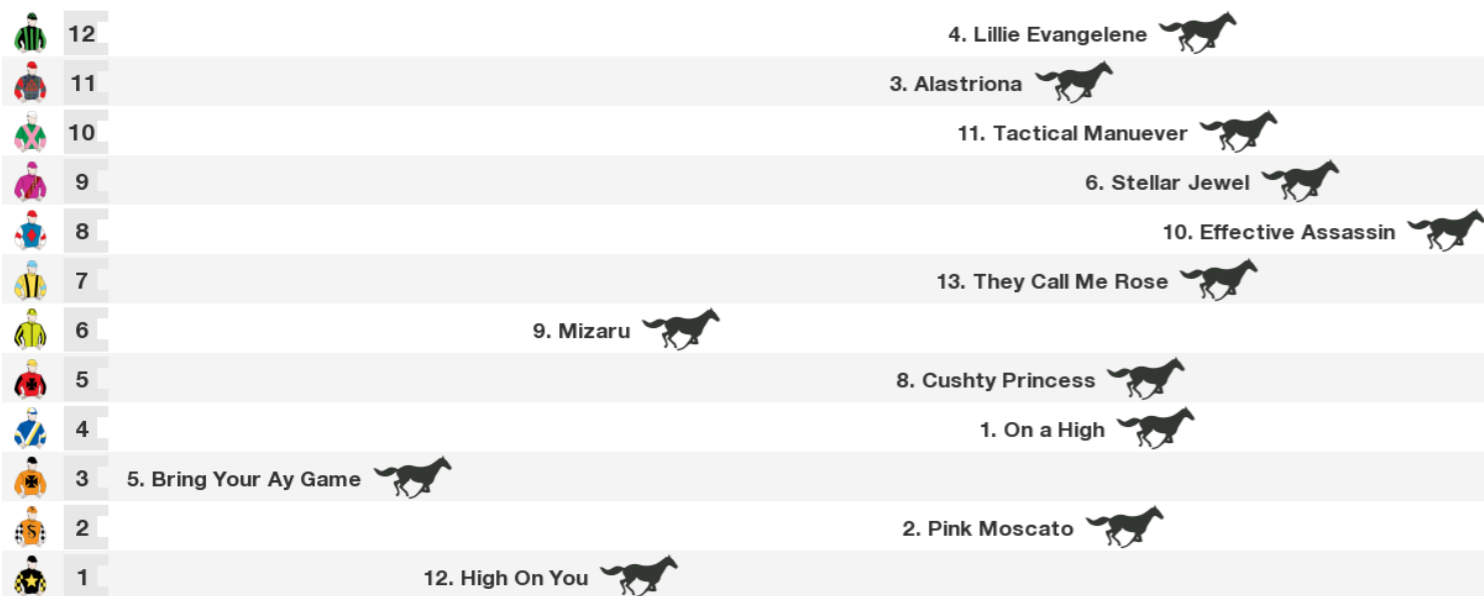 12 4. Lillie Evangelene
11 3. Alastriona
10 11. Tactical Manuever
9 6. Stellar Jewel
8 10. Effective Assassin
7 13. They Call Me Rose
6 9. Mizaru
5 8. Cushty Princess
4 1. On a High
3 5. Bring Your Ay Game
2 2. Pink Moscato
1 12. High On You